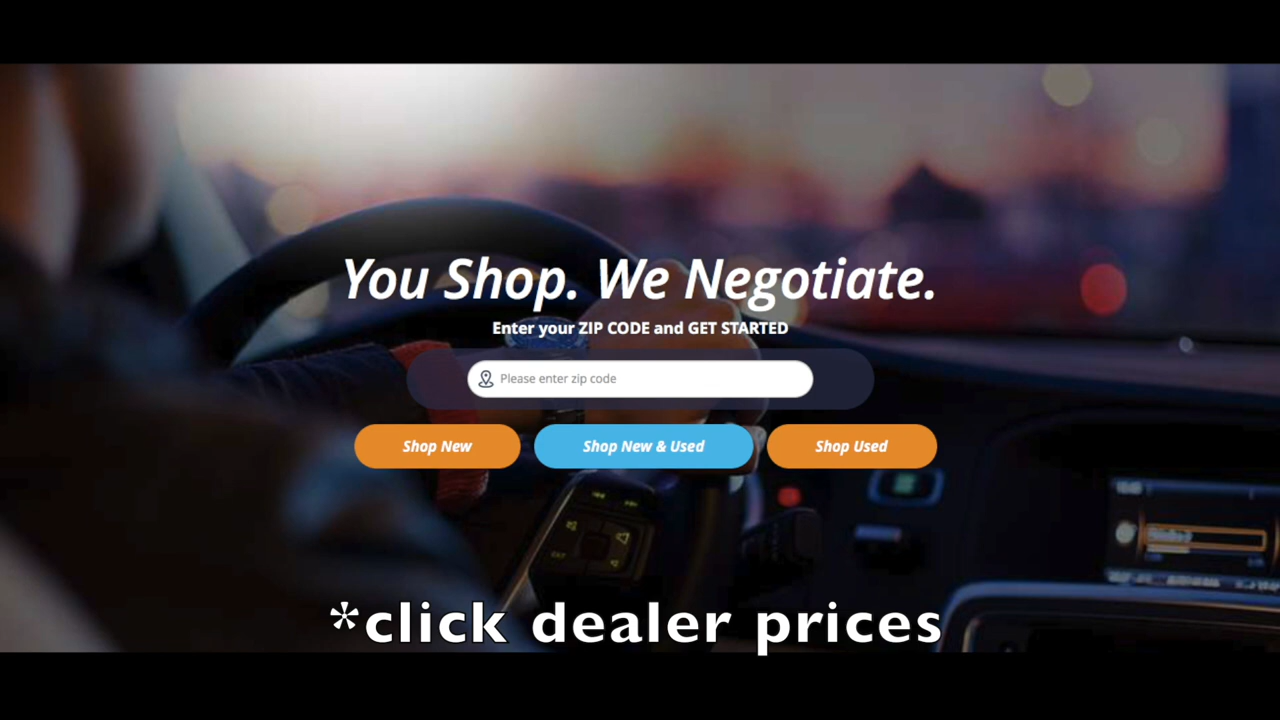 You Shop. We Negotiate.
Enter your ZIP CODE and GET STARTED
Please enter zip code
Shop New
Shop New & Used
Shop Used
*click dealer prices